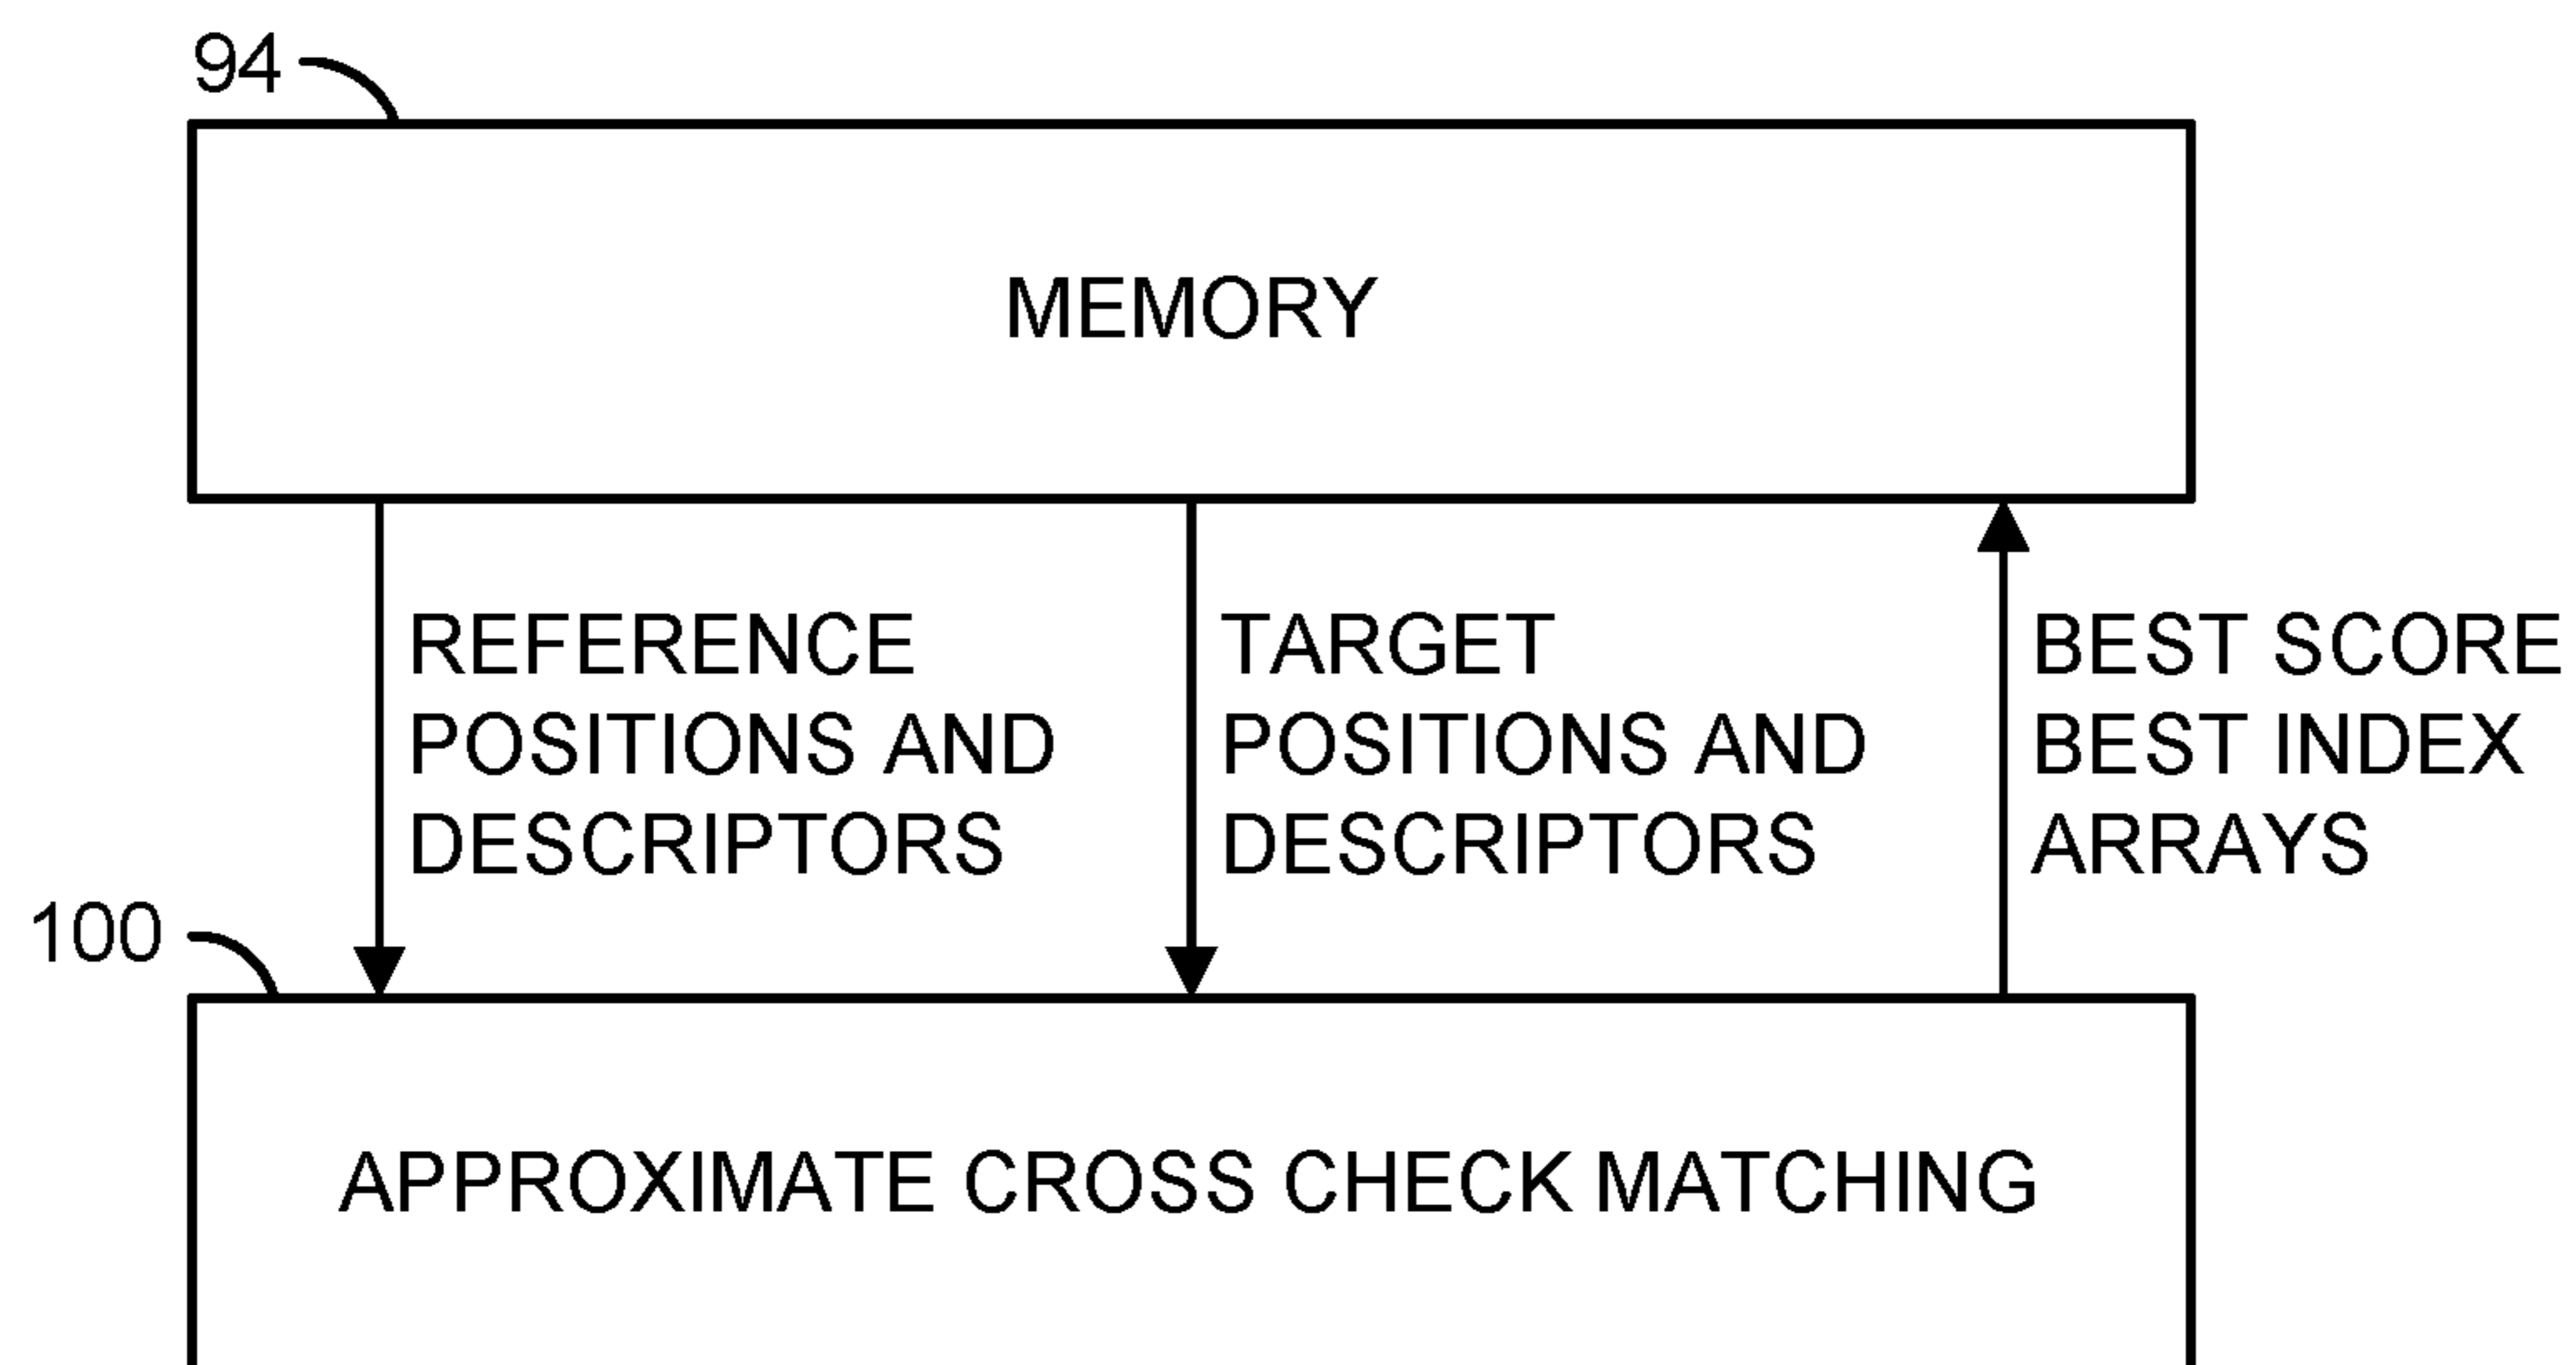 94
MEMORY
REFERENCE
POSITIONS AND
DESCRIPTORS
TARGET
POSITIONS AND
DESCRIPTORS
BEST SCORE
BEST INDEX
ARRAYS
100
APPROXIMATE CROSS CHECK MATCHING